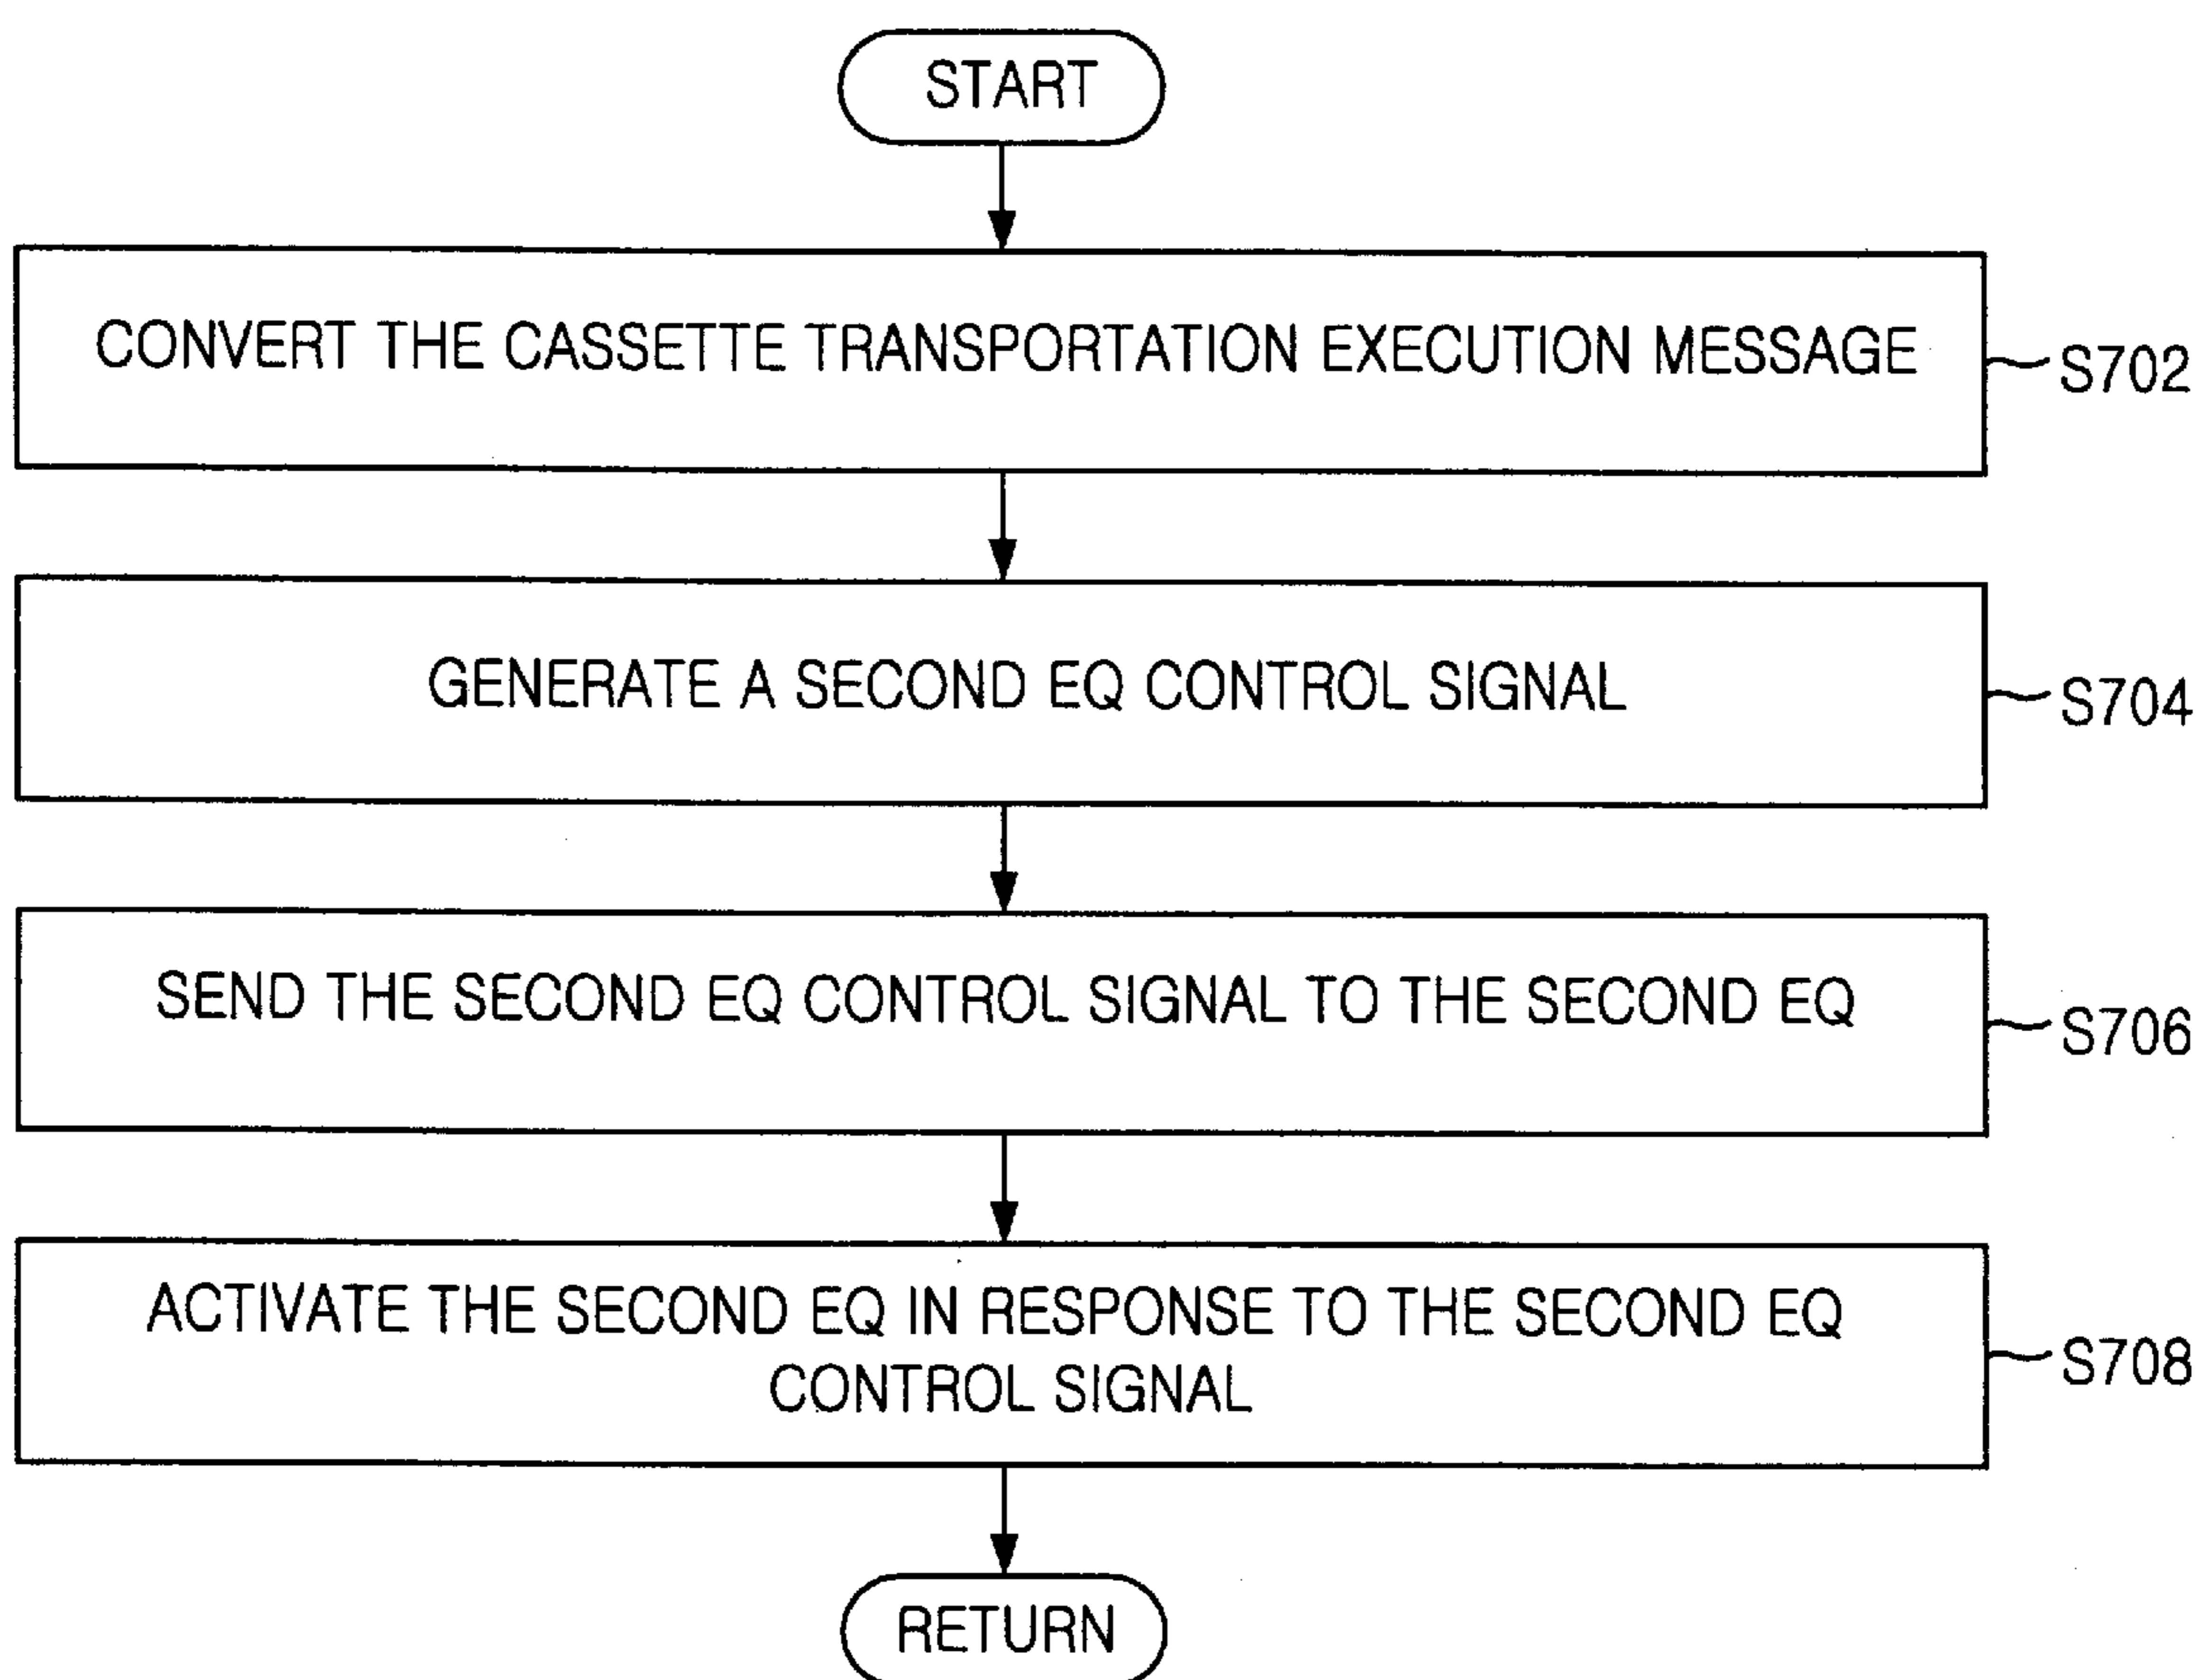 START
CONVERT THE CASSETTE TRANSPORTATION EXECUTION MESSAGE
S702
GENERATE A SECOND EQ CONTROL SIGNAL
S704
SEND THE SECOND EQ CONTROL SIGNAL TO THE SECOND EQ
S706
ACTIVATE THE SECOND EQ IN RESPONSE TO THE SECOND EQ
CONTROL SIGNAL
S708
RETURN